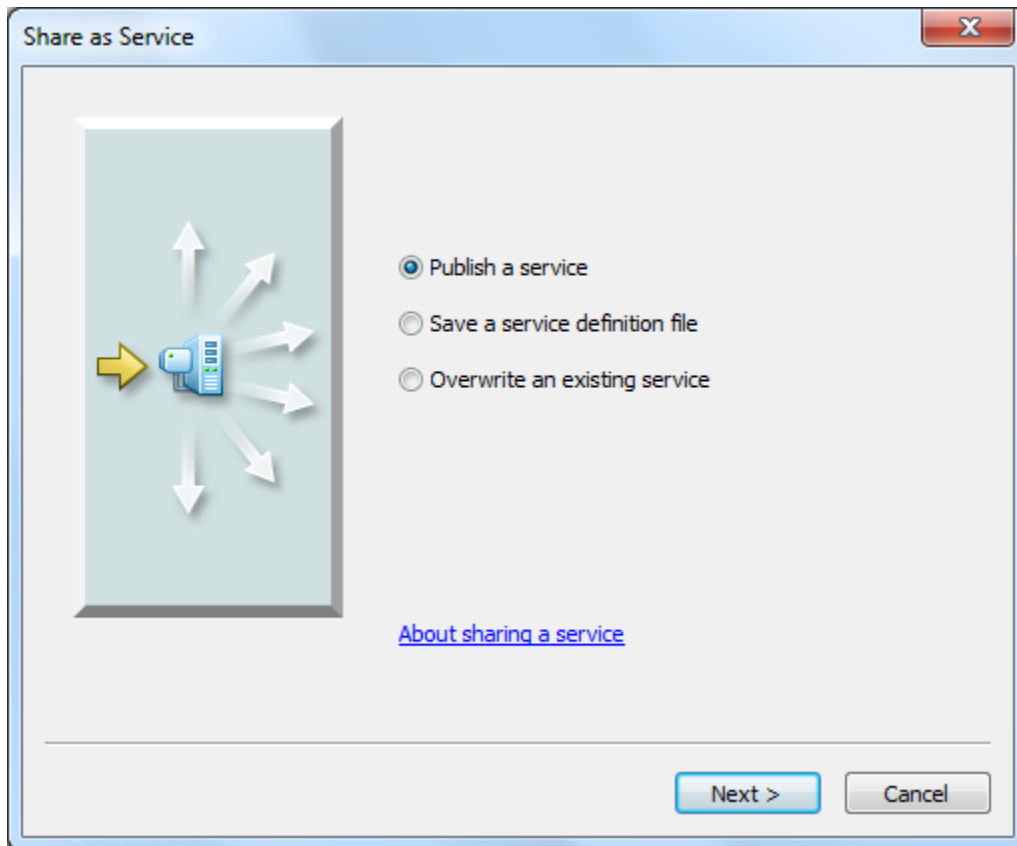 Share as Service
Publish a service
Save a service definition file
Overwrite an existing service
About sharing a service
Next >
Cancel